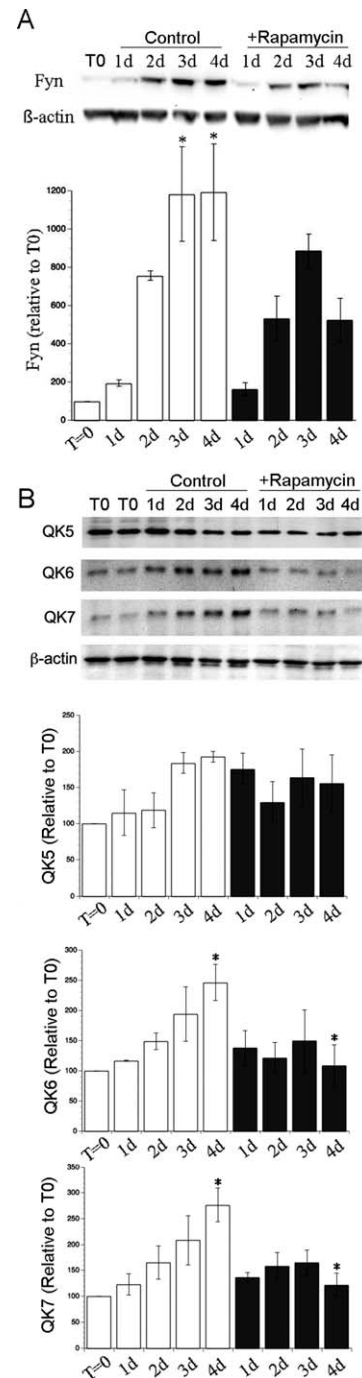 A
Control +Rapamycin
T0 1d 2d 3d 4d 1d 2d 3d 4d
Fyn
ß-actin
* *
Fyn (relative to T0)
1200
1000
800
600
400
200
0
T=0 1d 2d 3d 4d 1d 2d 3d 4d
B
Control +Rapamycin
T0 T0 1d 2d 3d 4d 1d 2d 3d 4d
QK5
QK6
QK7
β-actin
QK5 (Relative to T0)
250
200
150
100
50
0
T=0 1d 2d 3d 4d 1d 2d 3d 4d
QK6 (Relative to T0)
300
250
200
150
100
50
0
* *
T=0 1d 2d 3d 4d 1d 2d 3d 4d
QK7 (Relative to T0)
350
300
250
200
150
100
50
0
* *
T=0 1d 2d 3d 4d 1d 2d 3d 4d